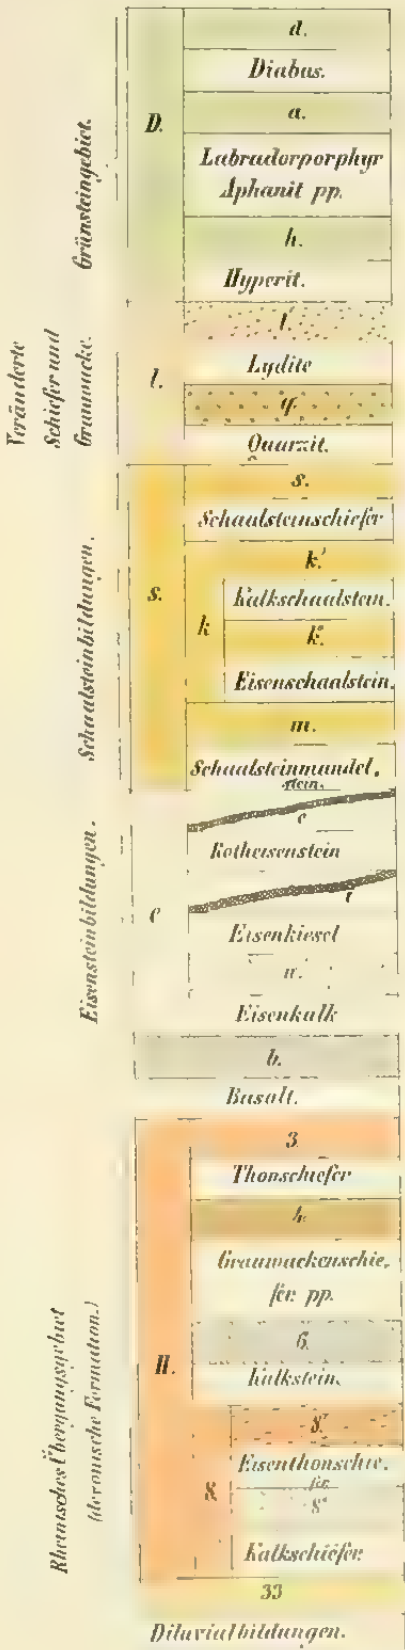 Grünsteingebiet.
D.
d.
Diabas.
a.
Labradorporphyr
Aphanit pp.
h.
Hyperit.
Veränderte
Schiefer und
Grauwacke.
l.
l'
Lydite
q.
Quarzit.
Schaalsteinbildungen.
s.
s.
Schaalsteinschiefer
k
k'
Kalkschaalstein.
k".
Eisenschaalstein.
m.
Schaalsteinmandel,
stein.
Eisensteinbildungen.
e
e
Rotheisenstein
Eisenkiesel
Eisenkalk
b.
Basalt.
Rheinisches Übergangsgebiet
(devonische Formation.)
H.
3
Thonschiefer
4.
Grauwackenschie,
fer. pp.
6.
Kalkstein.
8.
8'
Eisenthonschie.
fer
8"
Kalkschiefer.
33
Diluvialbildungen.